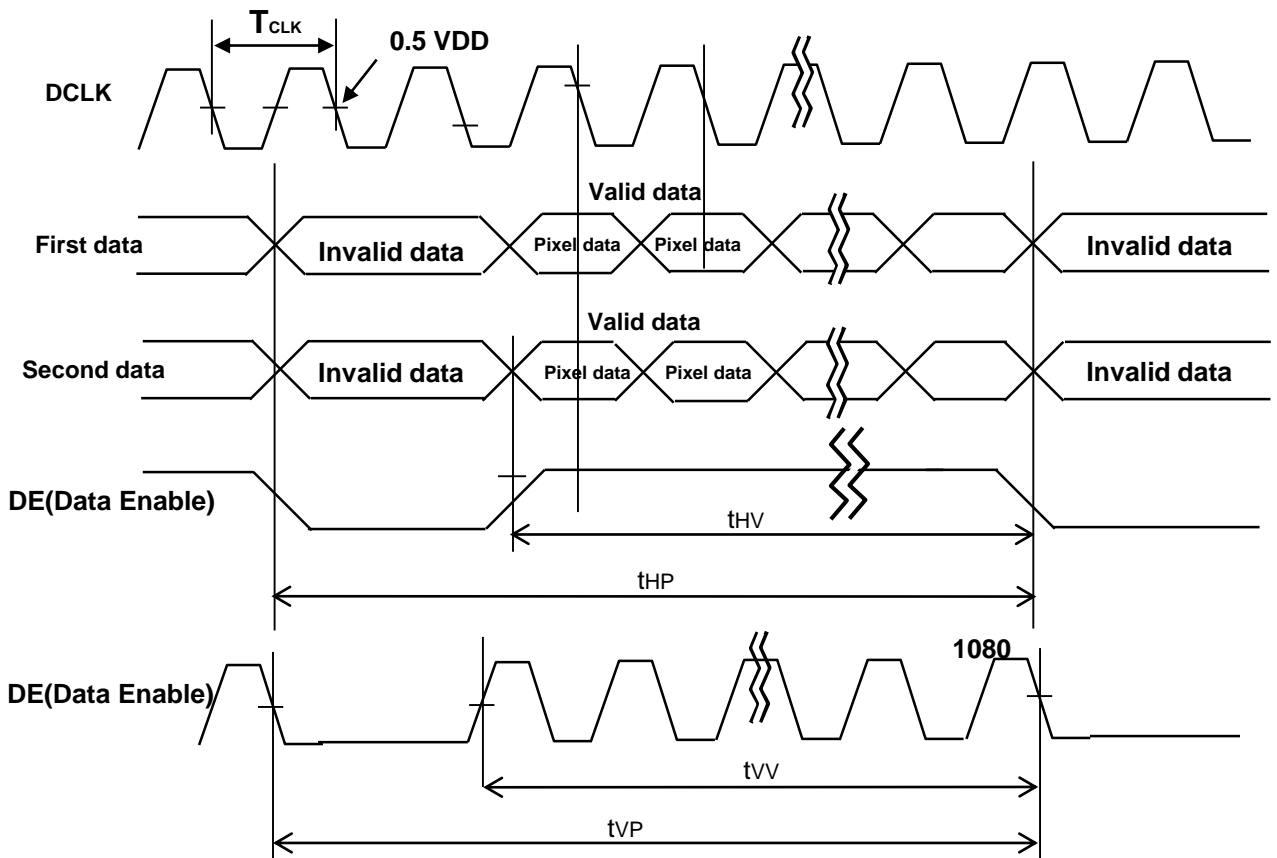 TCLK
0.5 VDD
DCLK
Valid data
First data
Invalid data
Pixel data
Pixel data
Invalid data
Valid data
Second data
Invalid data
Pixel data
Pixel data
Invalid data
DE(Data Enable)
tHV
tHP
1080
DE(Data Enable)
tVV
tVP